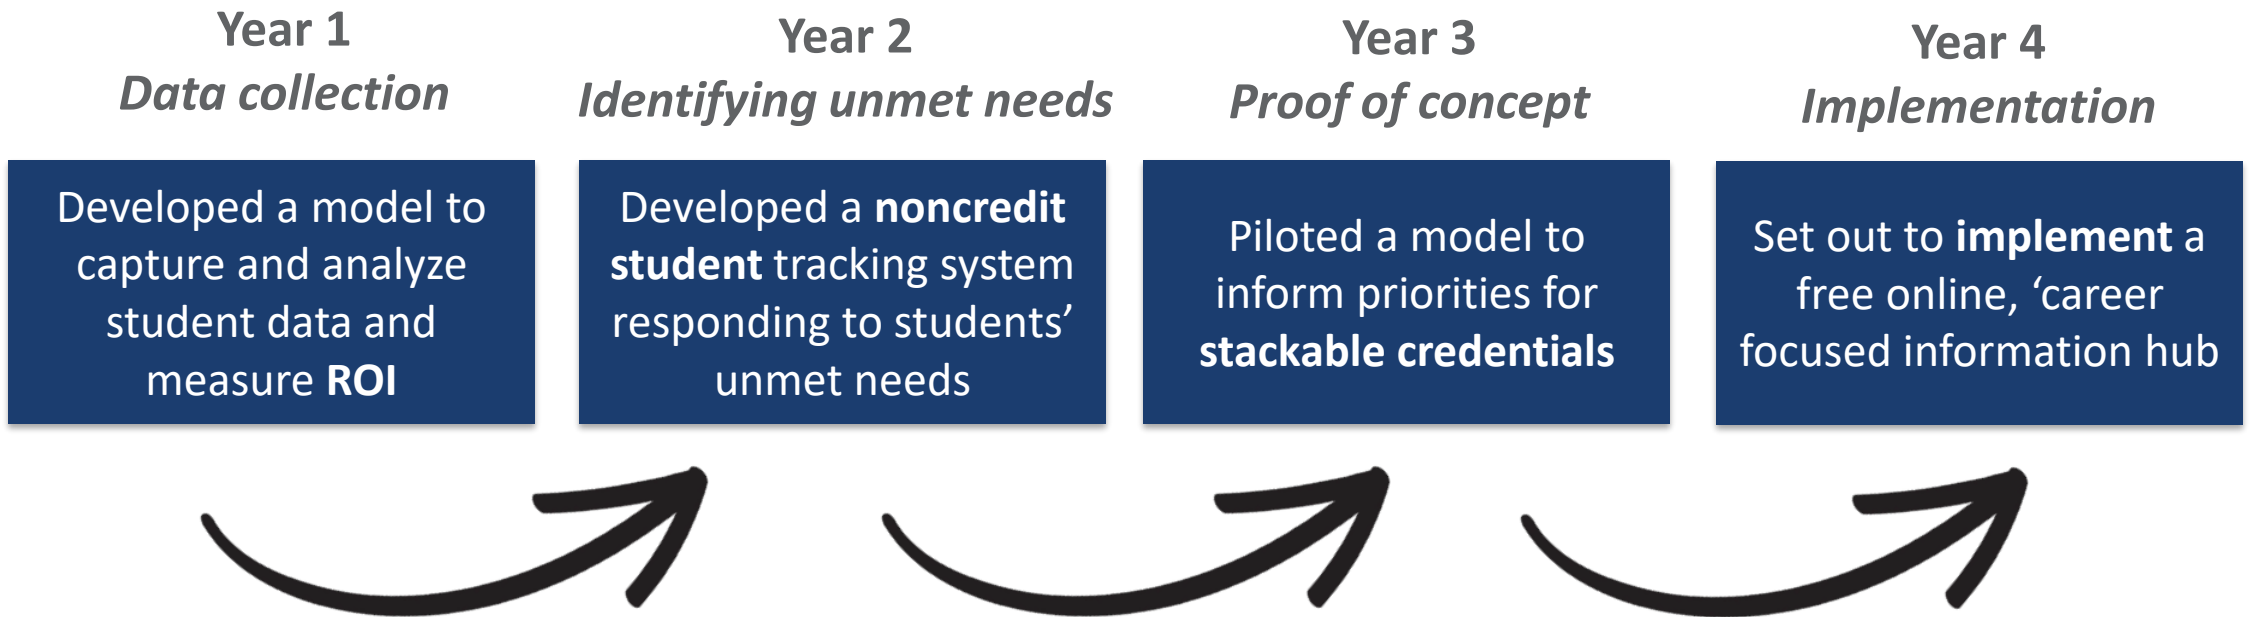 Year 1
Data collection
Developed a model to
capture and analyze
student data and
measure ROI
Year 2
Identifying unmet needs
Developed a noncredit
student tracking system
responding to students’
unmet needs
Year 3
Proof of concept
Piloted a model to
inform priorities for
stackable credentials
Year 4
Implementation
Set out to implement a
free online, ‘career
focused information hub